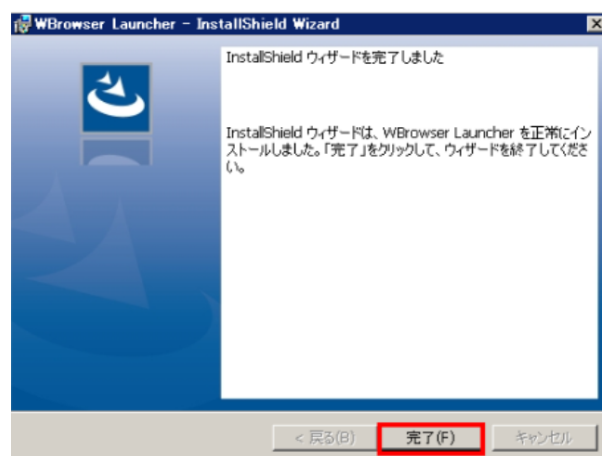 WBrowser Launcher - InstallShield Wizard
InstallShield ウィザードを完了しました
InstallShield ウィザードは、WBrowser Launcher を正常にイン
ストールしました。「完了」をクリックして、ウィザードを終了してくださ
い。
< 戻る(B)
完了(F)
キャンセル